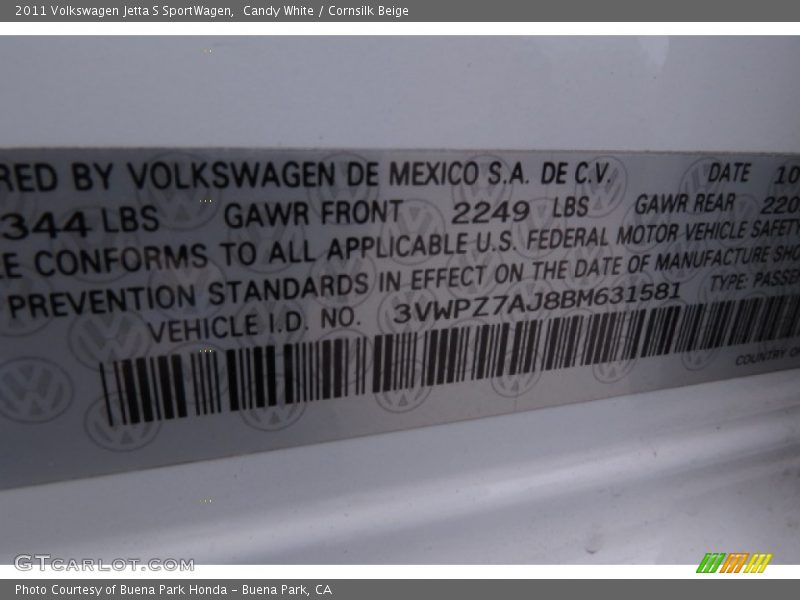 2011 Volkswagen Jetta S SportWagen, Candy White / Cornsilk Beige
RED BY VOLKSWAGEN DE MEXICO S.A. DE C.V. DATE 10
344 LBS GAWR FRONT 2249 LBS GAWR REAR 220
E CONFORMS TO ALL APPLICABLE U.S. FEDERAL MOTOR VEHICLE SAFETY
PREVENTION STANDARDS IN EFFECT ON THE DATE OF MANUFACTURE SHO
VEHICLE I.D. NO. 3VWPZ7AJ8BM631581 TYPE: PASSE
COUNTRY O
GTCARLOT.COM
Photo Courtesy of Buena Park Honda - Buena Park, CA